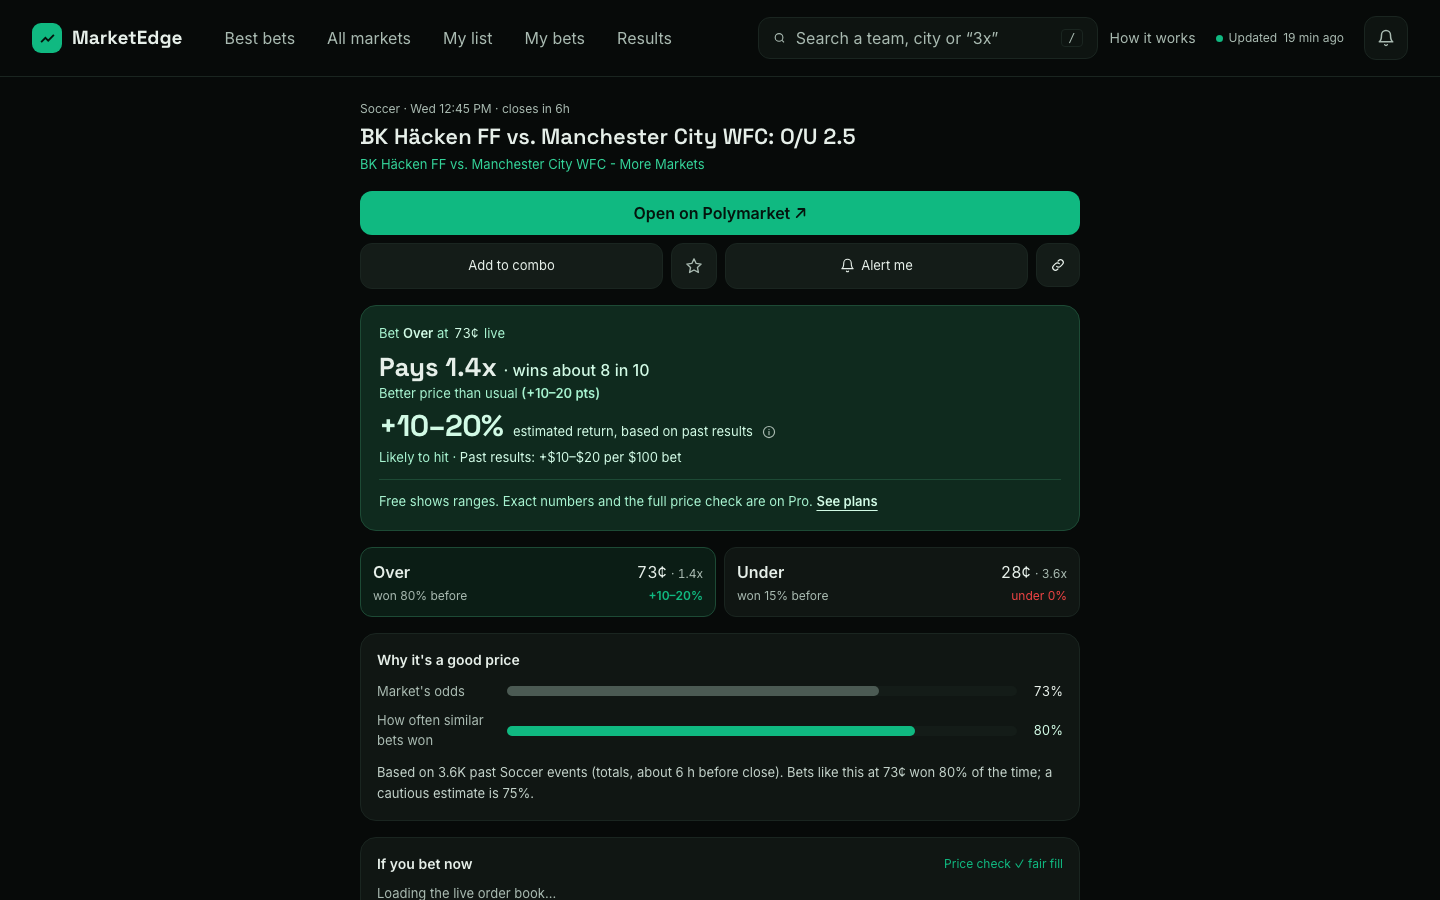 MarketEdge
Best bets
All markets
My list
My bets
Results
Search a team, city or “3x”
/
How it works
Updated 19 min ago
Soccer · Wed 12:45 PM · closes in 6h
BK Häcken FF vs. Manchester City WFC: O/U 2.5
BK Häcken FF vs. Manchester City WFC - More Markets
Open on Polymarket ↗
Add to combo
Alert me
Bet Over at 73¢ live
Pays 1.4x · wins about 8 in 10
Better price than usual (+10–20 pts)
+10–20% estimated return, based on past results
Likely to hit · Past results: +$10–$20 per $100 bet
Free shows ranges. Exact numbers and the full price check are on Pro. See plans
Over
73¢ · 1.4x
won 80% before
+10–20%
Under
28¢ · 3.6x
won 15% before
under 0%
Why it's a good price
Market's odds
73%
How often similar
bets won
80%
Based on 3.6K past Soccer events (totals, about 6 h before close). Bets like this at 73¢ won 80% of the time; a
cautious estimate is 75%.
If you bet now
Price check ✓ fair fill
Loading the live order book...